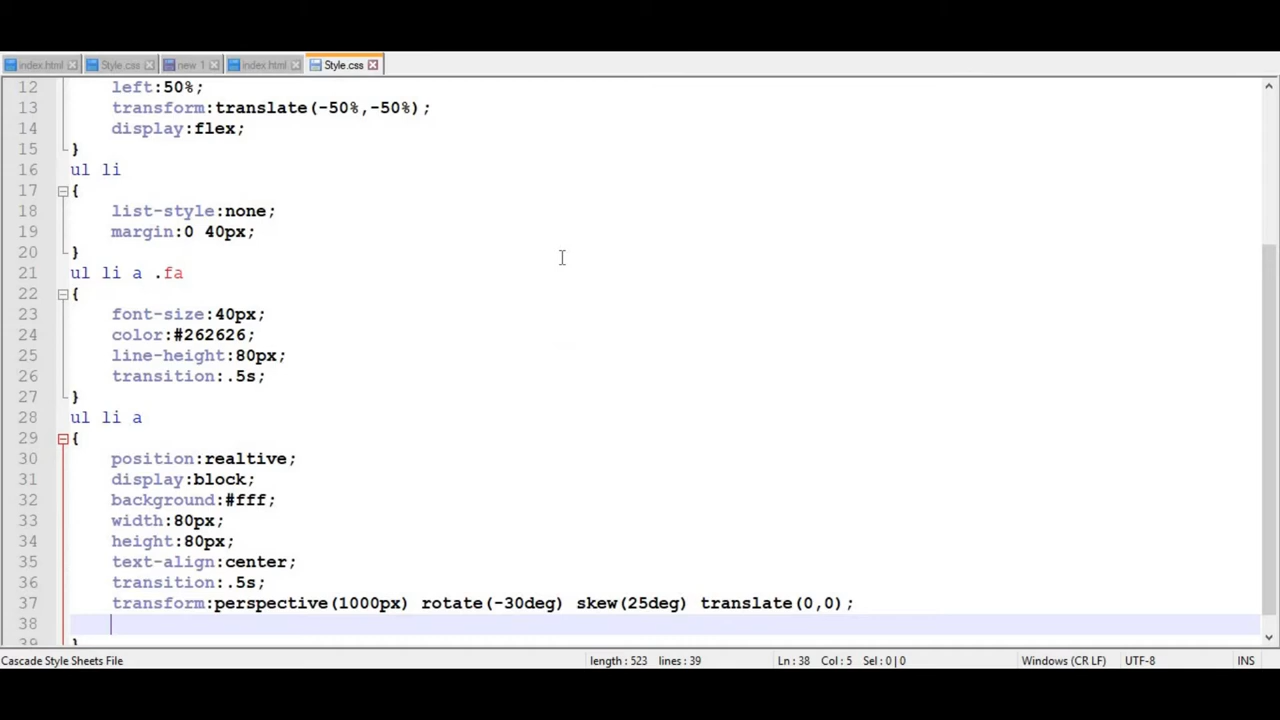 index.html Style.css new 1 index.html Style.css
12 left:50%;
13 transform:translate(-50%,-50%);
14 display:flex;
15 }
16 ul li
17 {
18 list-style:none;
19 margin:0 40px;
20 }
21 ul li a .fa
22 {
23 font-size:40px;
24 color:#262626;
25 line-height:80px;
26 transition:.5s;
27 }
28 ul li a
29 {
30 position:realtive;
31 display:block;
32 background:#fff;
33 width:80px;
34 height:80px;
35 text-align:center;
36 transition:.5s;
37 transform:perspective(1000px) rotate(-30deg) skew(25deg) translate(0,0);
38
39 }
Cascade Style Sheets File length : 523 lines : 39 Ln : 38 Col : 5 Sel : 0 | 0 Windows (CR LF) UTF-8 INS